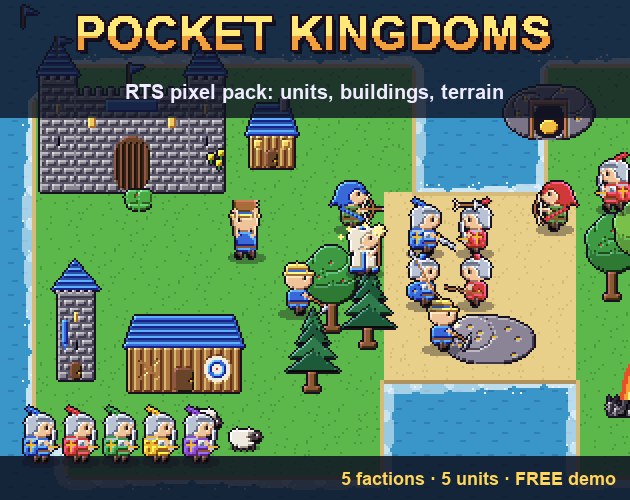 POCKET KINGDOMS
RTS pixel pack: units, buildings, terrain
5 factions · 5 units · FREE demo